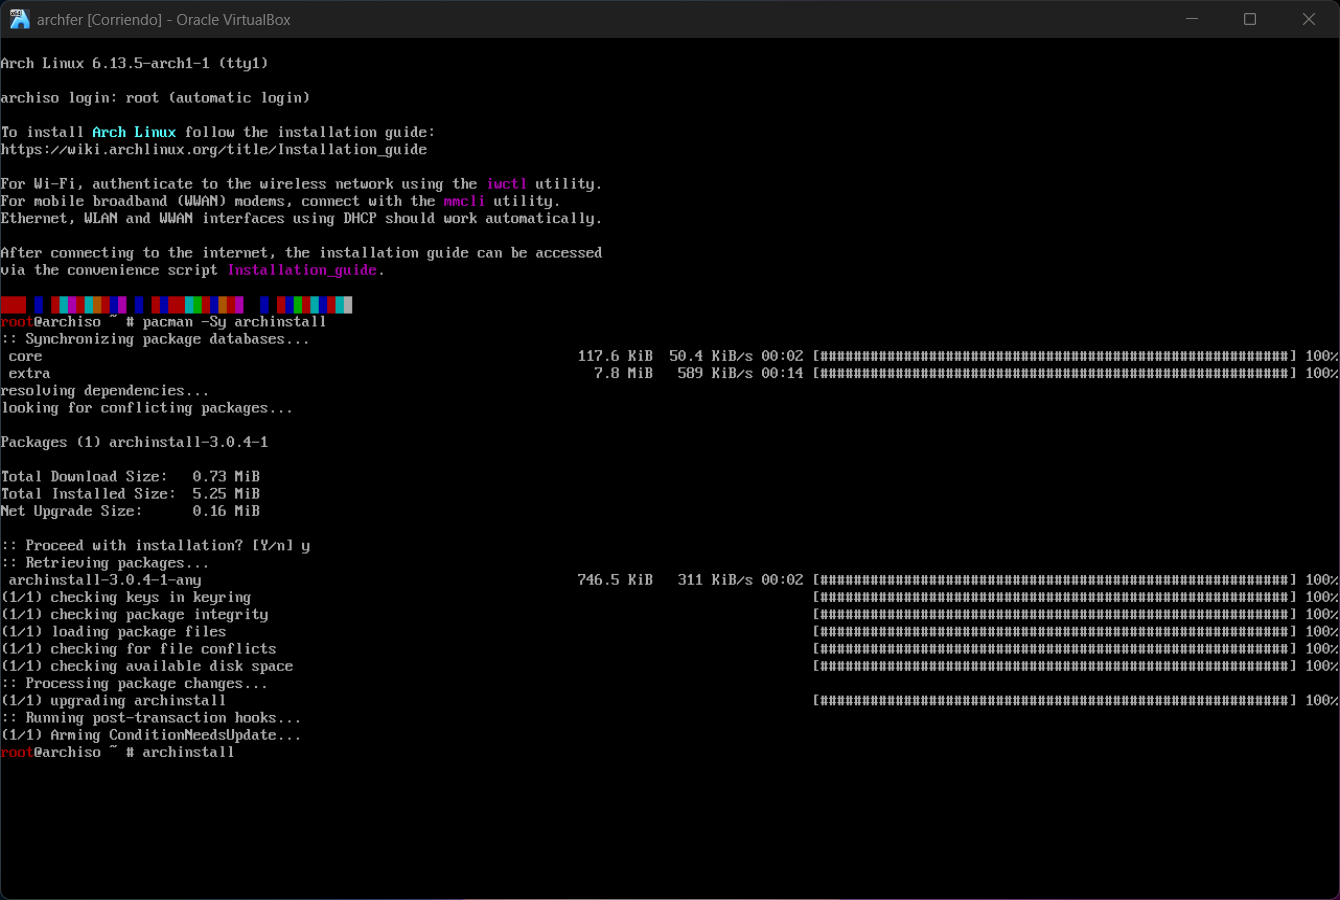 x64
archfer [Corriendo] - Oracle VirtualBox
Arch Linux 6.13.5-arch1-1 (tty1)
archiso login: root (automatic login)
To install Arch Linux follow the installation guide:
https://wiki.archlinux.org/title/Installation_guide
For Wi-Fi, authenticate to the wireless network using the iwctl utility.
For mobile broadband (WWAN) modems, connect with the mmcli utility.
Ethernet, WLAN and WWAN interfaces using DHCP should work automatically.
After connecting to the internet, the installation guide can be accessed
via the convenience script Installation_guide.
root@archiso ~ # pacman -Sy archinstall
:: Synchronizing package databases...
core 117.6 KiB 50.4 KiB/s 00:02 [#########################################################] 100%
extra 7.8 MiB 589 KiB/s 00:14 [#########################################################] 100%
resolving dependencies...
looking for conflicting packages...
Packages (1) archinstall-3.0.4-1
Total Download Size: 0.73 MiB
Total Installed Size: 5.25 MiB
Net Upgrade Size: 0.16 MiB
:: Proceed with installation? [Y/n] y
:: Retrieving packages...
archinstall-3.0.4-1-any 746.5 KiB 311 KiB/s 00:02 [#########################################################] 100%
(1/1) checking keys in keyring [#########################################################] 100%
(1/1) checking package integrity [#########################################################] 100%
(1/1) loading package files [#########################################################] 100%
(1/1) checking for file conflicts [#########################################################] 100%
(1/1) checking available disk space [#########################################################] 100%
:: Processing package changes...
(1/1) upgrading archinstall [#########################################################] 100%
:: Running post-transaction hooks...
(1/1) Arming ConditionNeedsUpdate...
root@archiso ~ # archinstall